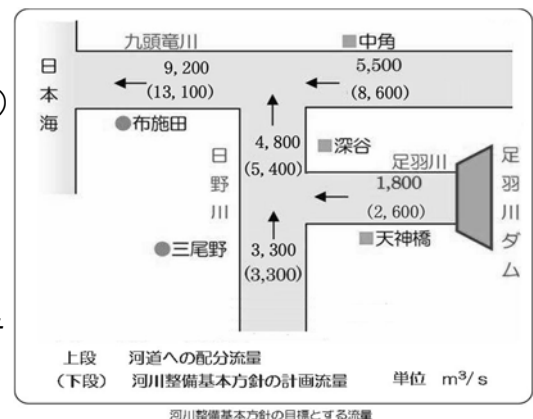 九頭竜川
■中角
日本海
9,200
(13,100)
5,500
(8,600)
●布施田
日野川
4,800
(5,400)
■深谷
足羽川
1,800
(2,600)
足羽川ダム
■天神橋
●三尾野
3,300
(3,300)
上段 河道への配分流量
(下段) 河川整備基本方針の計画流量 単位 m³/s
河川整備基本方針の目標とする流量